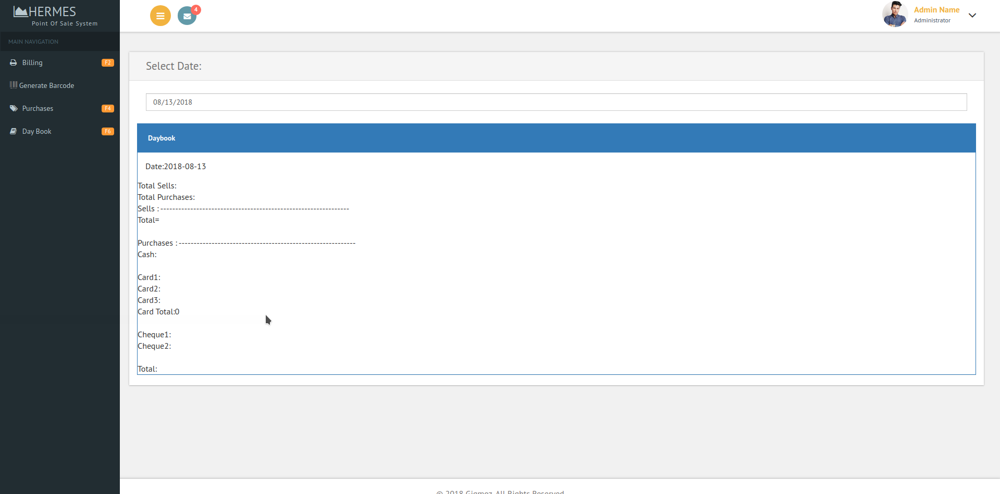 HERMES
Point Of Sale System
4
Admin Name
Administrator
MAIN NAVIGATION
Billing F2
Generate Barcode
Purchases F4
Day Book F6
Select Date:
08/13/2018
Daybook
Date:2018-08-13
Total Sells:
Total Purchases:
Sells : ----------------------------------------------------------------
Total=
Purchases : ------------------------------------------------------------
Cash:
Card1:
Card2:
Card3:
Card Total:0
Cheque1:
Cheque2:
Total:
© 2018 Giqmoz. All Rights Reserved